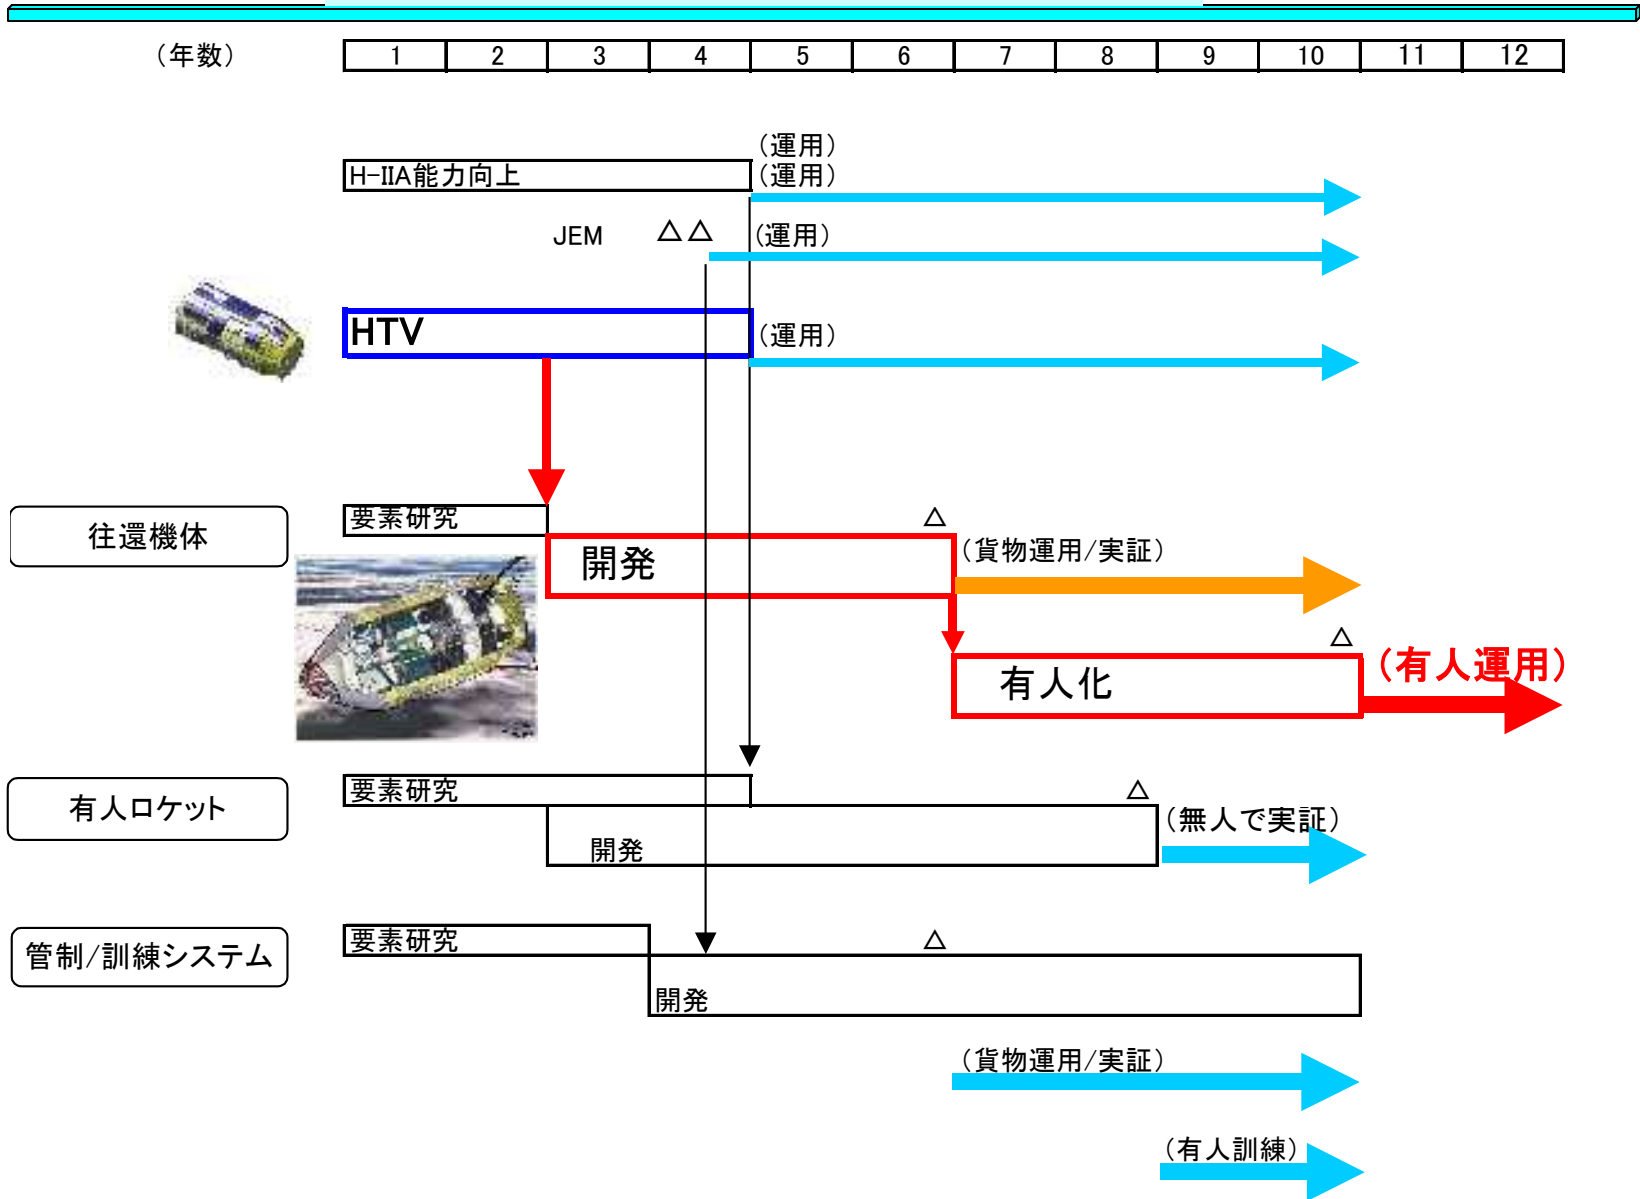 （年数） 1 2 3 4 5 6 7 8 9 10 11 12
（運用）
H-IIA能力向上 （運用）
JEM △△ （運用）
HTV （運用）
往還機体
要素研究 △
開発 （貨物運用/実証）
△
有人化 （有人運用）
有人ロケット
要素研究 △
開発 （無人で実証）
管制/訓練システム
要素研究 △
開発
（貨物運用/実証）
（有人訓練）